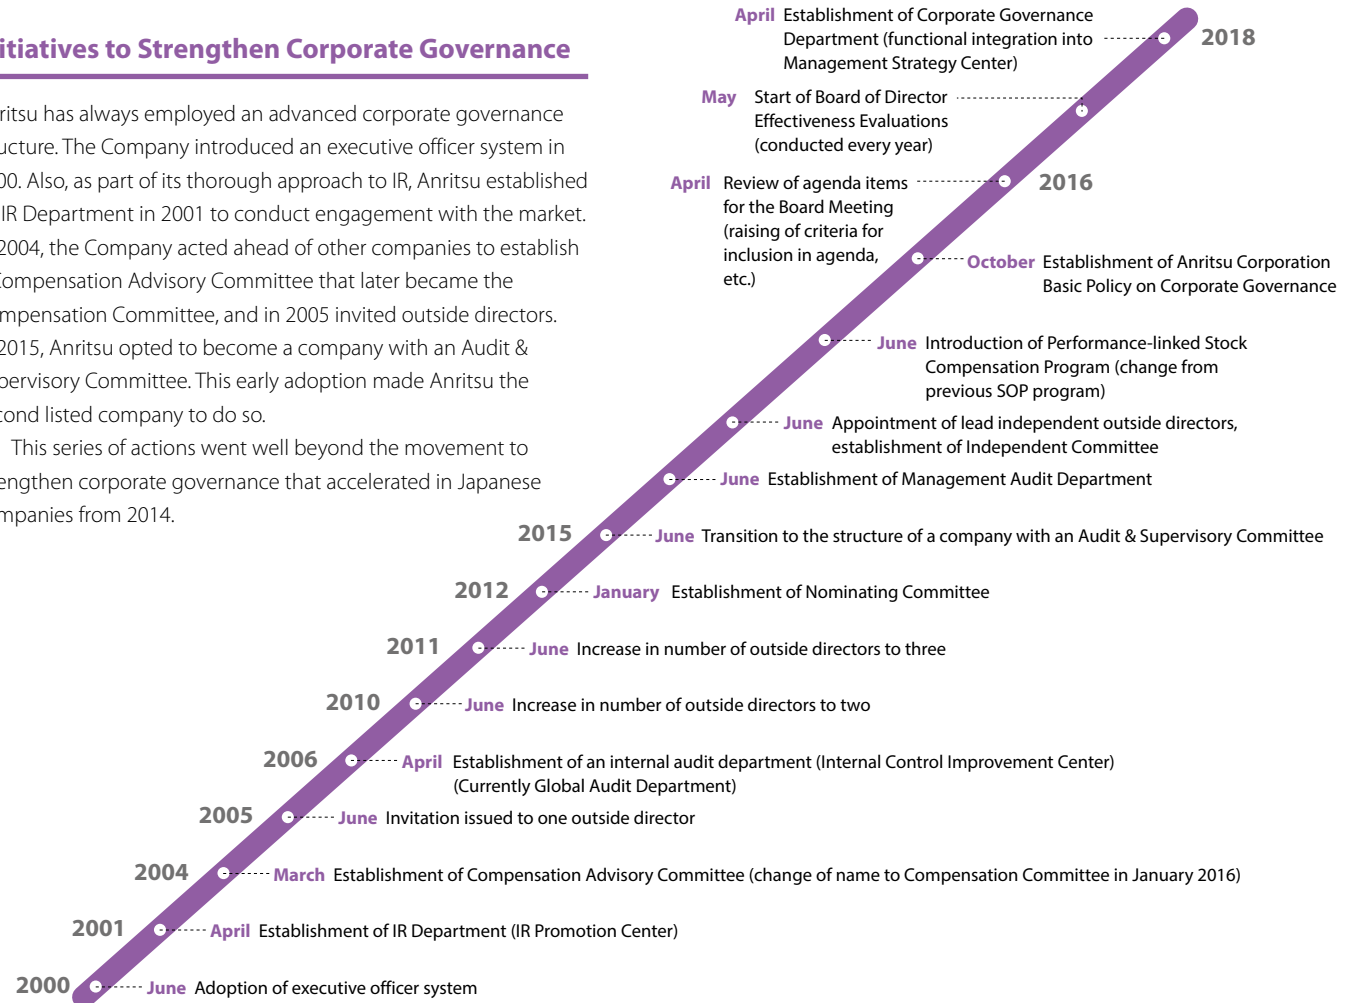 itiatives to Strengthen Corporate Governance
ritsu has always employed an advanced corporate governance
ucture. The Company introduced an executive officer system in
00. Also, as part of its thorough approach to IR, Anritsu established
IR Department in 2001 to conduct engagement with the market.
2004, the Company acted ahead of other companies to establish
Compensation Advisory Committee that later became the
mpensation Committee, and in 2005 invited outside directors.
2015, Anritsu opted to become a company with an Audit &
pervisory Committee. This early adoption made Anritsu the
cond listed company to do so.
This series of actions went well beyond the movement to
engthen corporate governance that accelerated in Japanese
mpanies from 2014.
2018
April Establishment of Corporate Governance
Department (functional integration into
Management Strategy Center)
May Start of Board of Director
Effectiveness Evaluations
(conducted every year)
2016
April Review of agenda items
for the Board Meeting
(raising of criteria for
inclusion in agenda,
etc.)
October Establishment of Anritsu Corporation
Basic Policy on Corporate Governance
June Introduction of Performance-linked Stock
Compensation Program (change from
previous SOP program)
June Appointment of lead independent outside directors,
establishment of Independent Committee
June Establishment of Management Audit Department
2015 June Transition to the structure of a company with an Audit & Supervisory Committee
2012 January Establishment of Nominating Committee
2011 June Increase in number of outside directors to three
2010 June Increase in number of outside directors to two
2006 April Establishment of an internal audit department (Internal Control Improvement Center)
(Currently Global Audit Department)
2005 June Invitation issued to one outside director
2004 March Establishment of Compensation Advisory Committee (change of name to Compensation Committee in January 2016)
2001 April Establishment of IR Department (IR Promotion Center)
2000 June Adoption of executive officer system